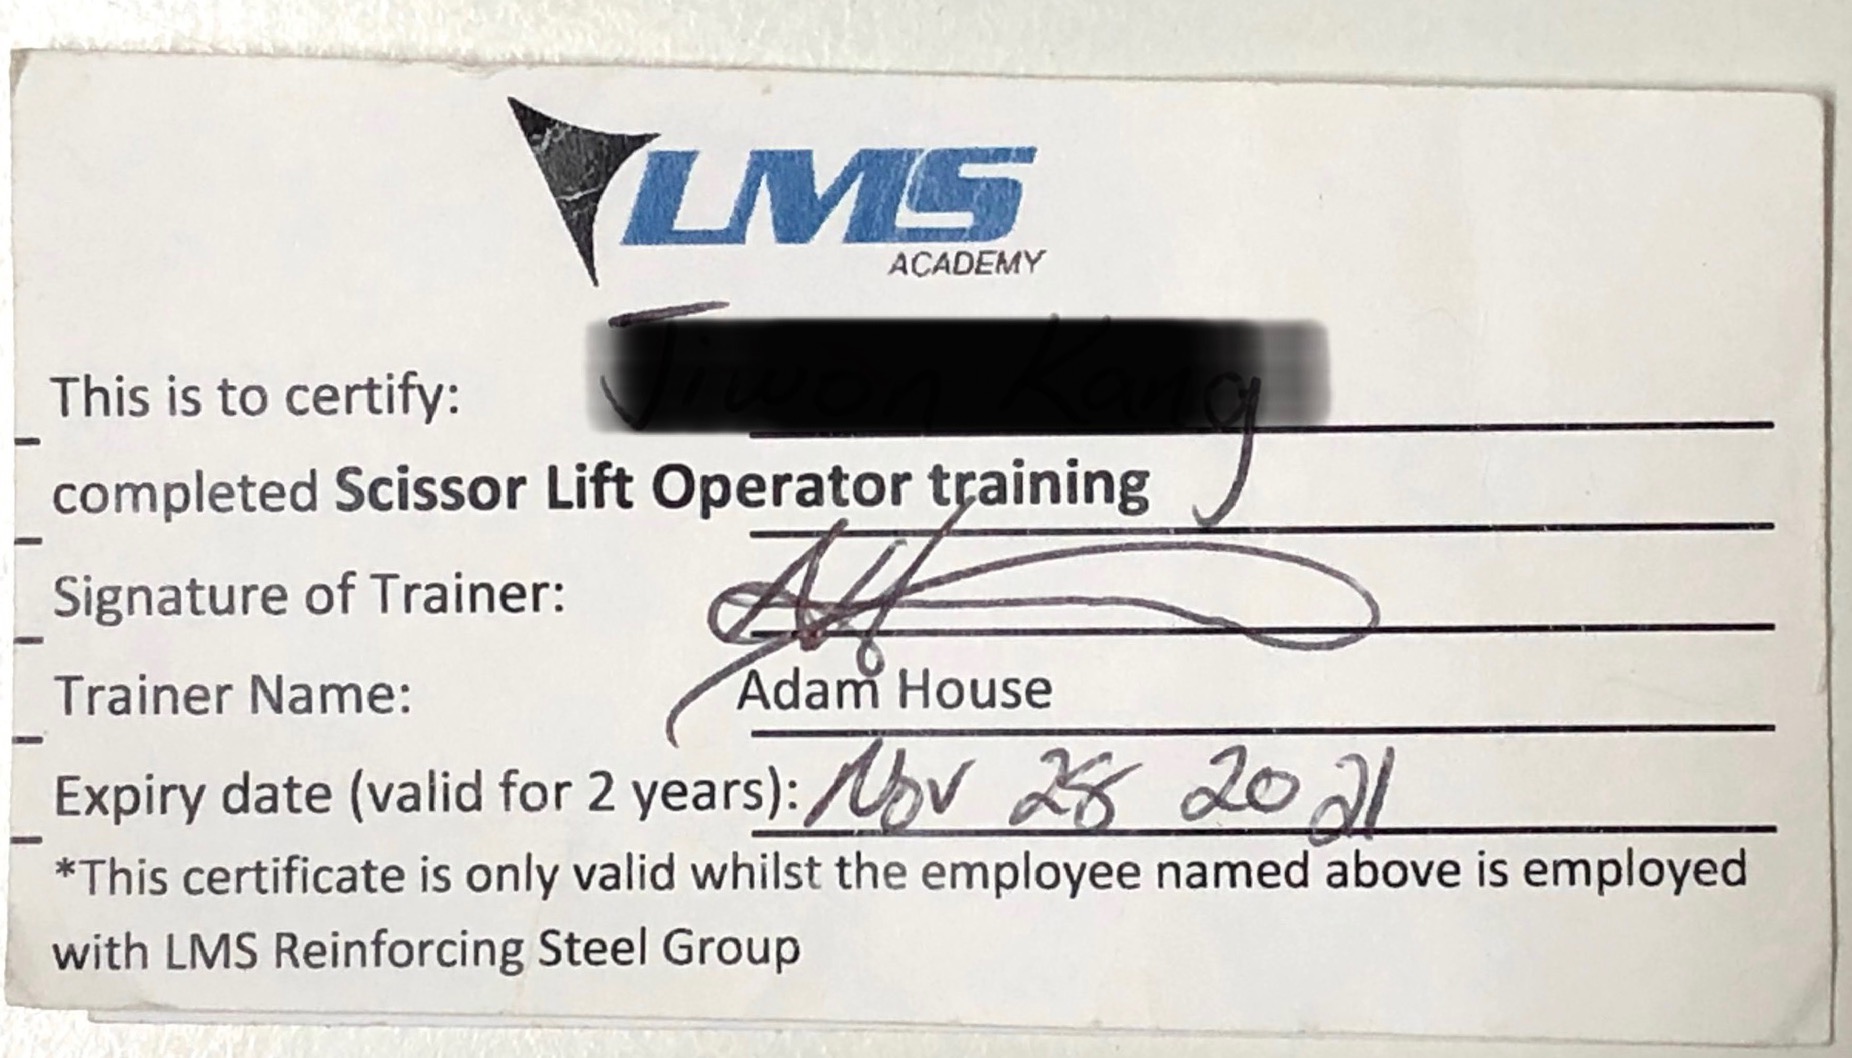 LMS
ACADEMY
This is to certify:
completed Scissor Lift Operator training
Signature of Trainer:
Trainer Name: Adam House
Expiry date (valid for 2 years): Nov 28 2021
*This certificate is only valid whilst the employee named above is employed
with LMS Reinforcing Steel Group